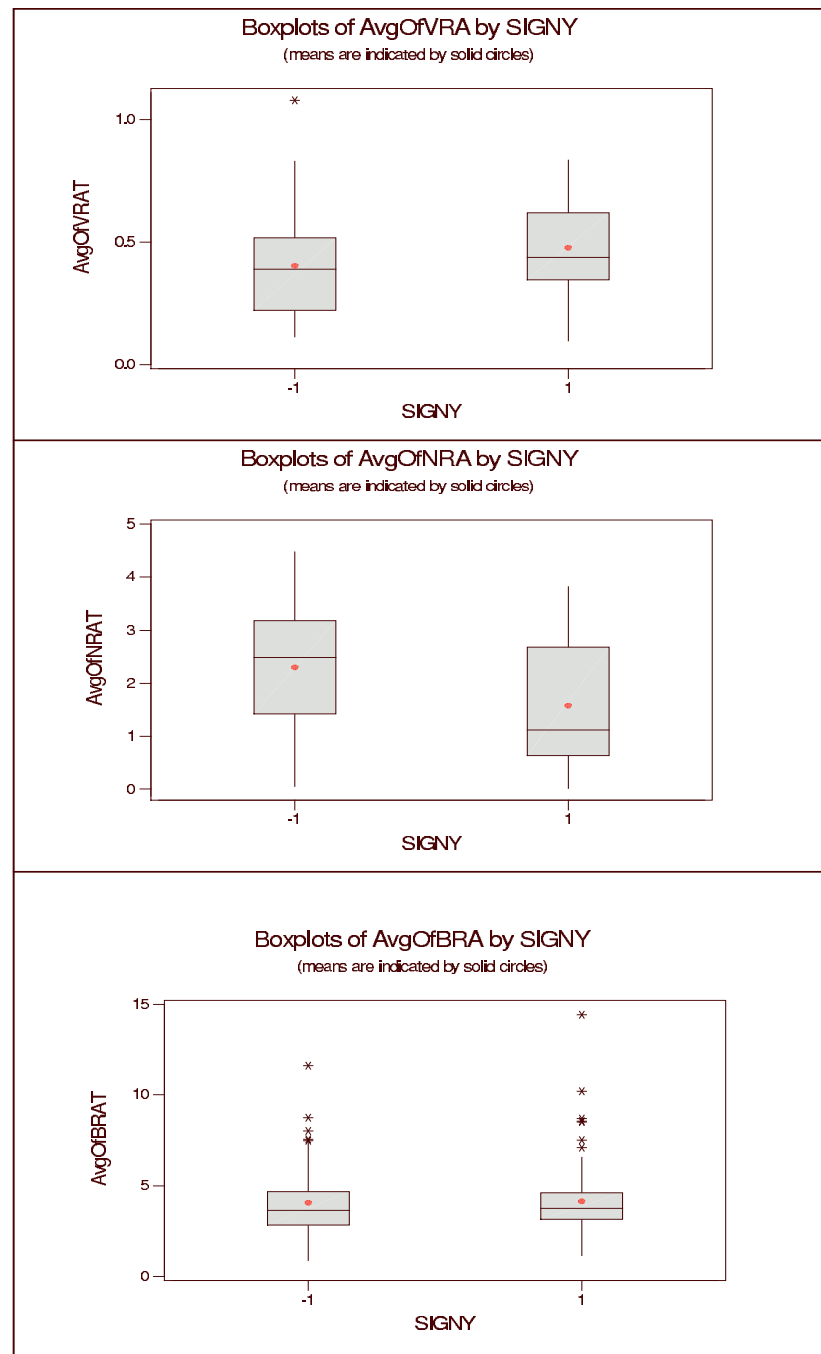 Boxplots of AvgOfVRA by SIGNY
(means are indicated by solid circles)
1.0
0.5
0.0
AvgOfVRAT
-1
1
SIGNY
Boxplots of AvgOfNRA by SIGNY
(means are indicated by solid circles)
5
4
3
2
1
0
AvgOfNRAT
-1
1
SIGNY
Boxplots of AvgOfBRA by SIGNY
(means are indicated by solid circles)
15
10
5
0
AvgOfBRAT
-1
1
SIGNY